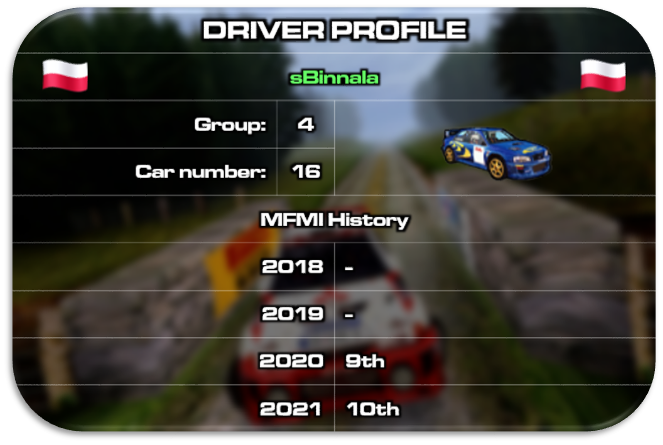 DRIVER PROFILE
sBinnala
Group: 4
Car number: 16
MFMI History
2018 -
2019 -
2020 9th
2021 10th